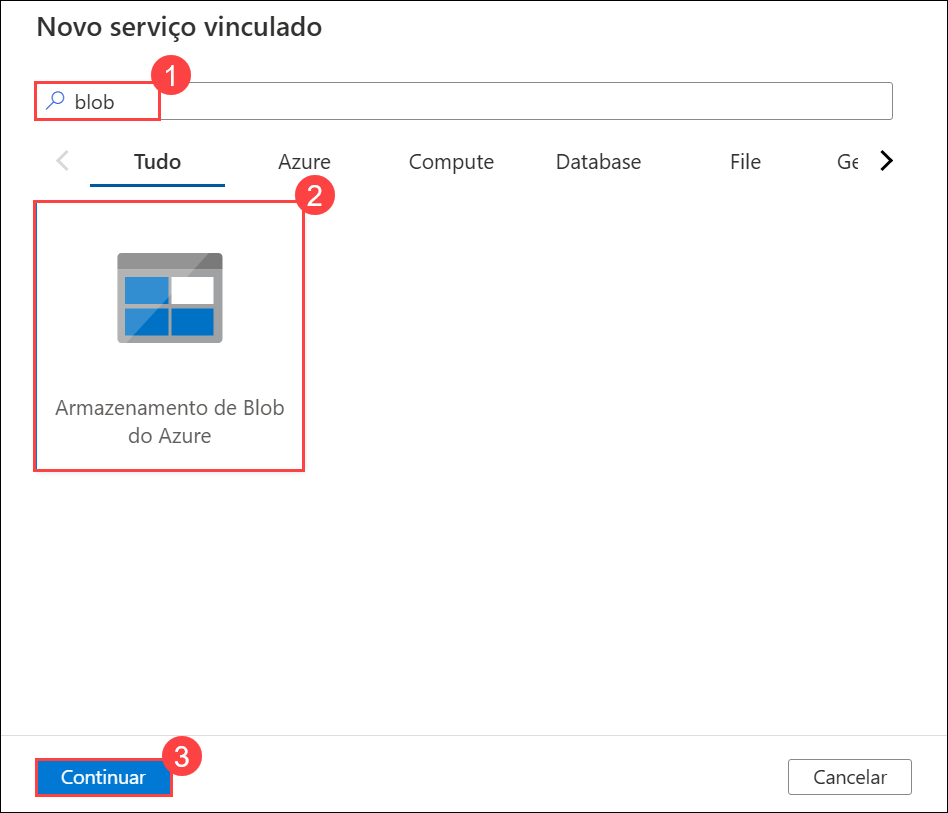 Novo serviço vinculado
1
blob
Tudo Azure Compute Database File Ge
2
Armazenamento de Blob
do Azure
3
Continuar Cancelar